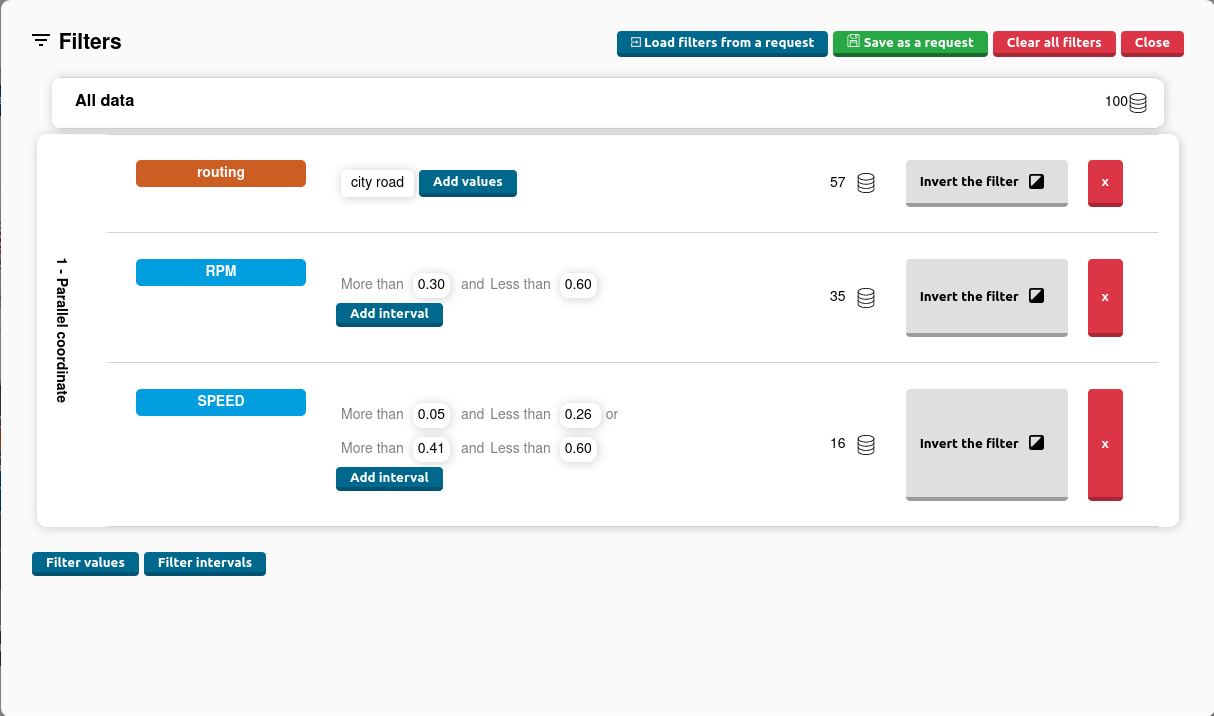 Filters
Load filters from a request
Save as a request
Clear all filters
Close
All data
100
1 - Parallel coordinate
routing
city road
Add values
57
Invert the filter
x
RPM
More than 0.30 and Less than 0.60
Add interval
35
Invert the filter
x
SPEED
More than 0.05 and Less than 0.26 or
More than 0.41 and Less than 0.60
Add interval
16
Invert the filter
x
Filter values
Filter intervals